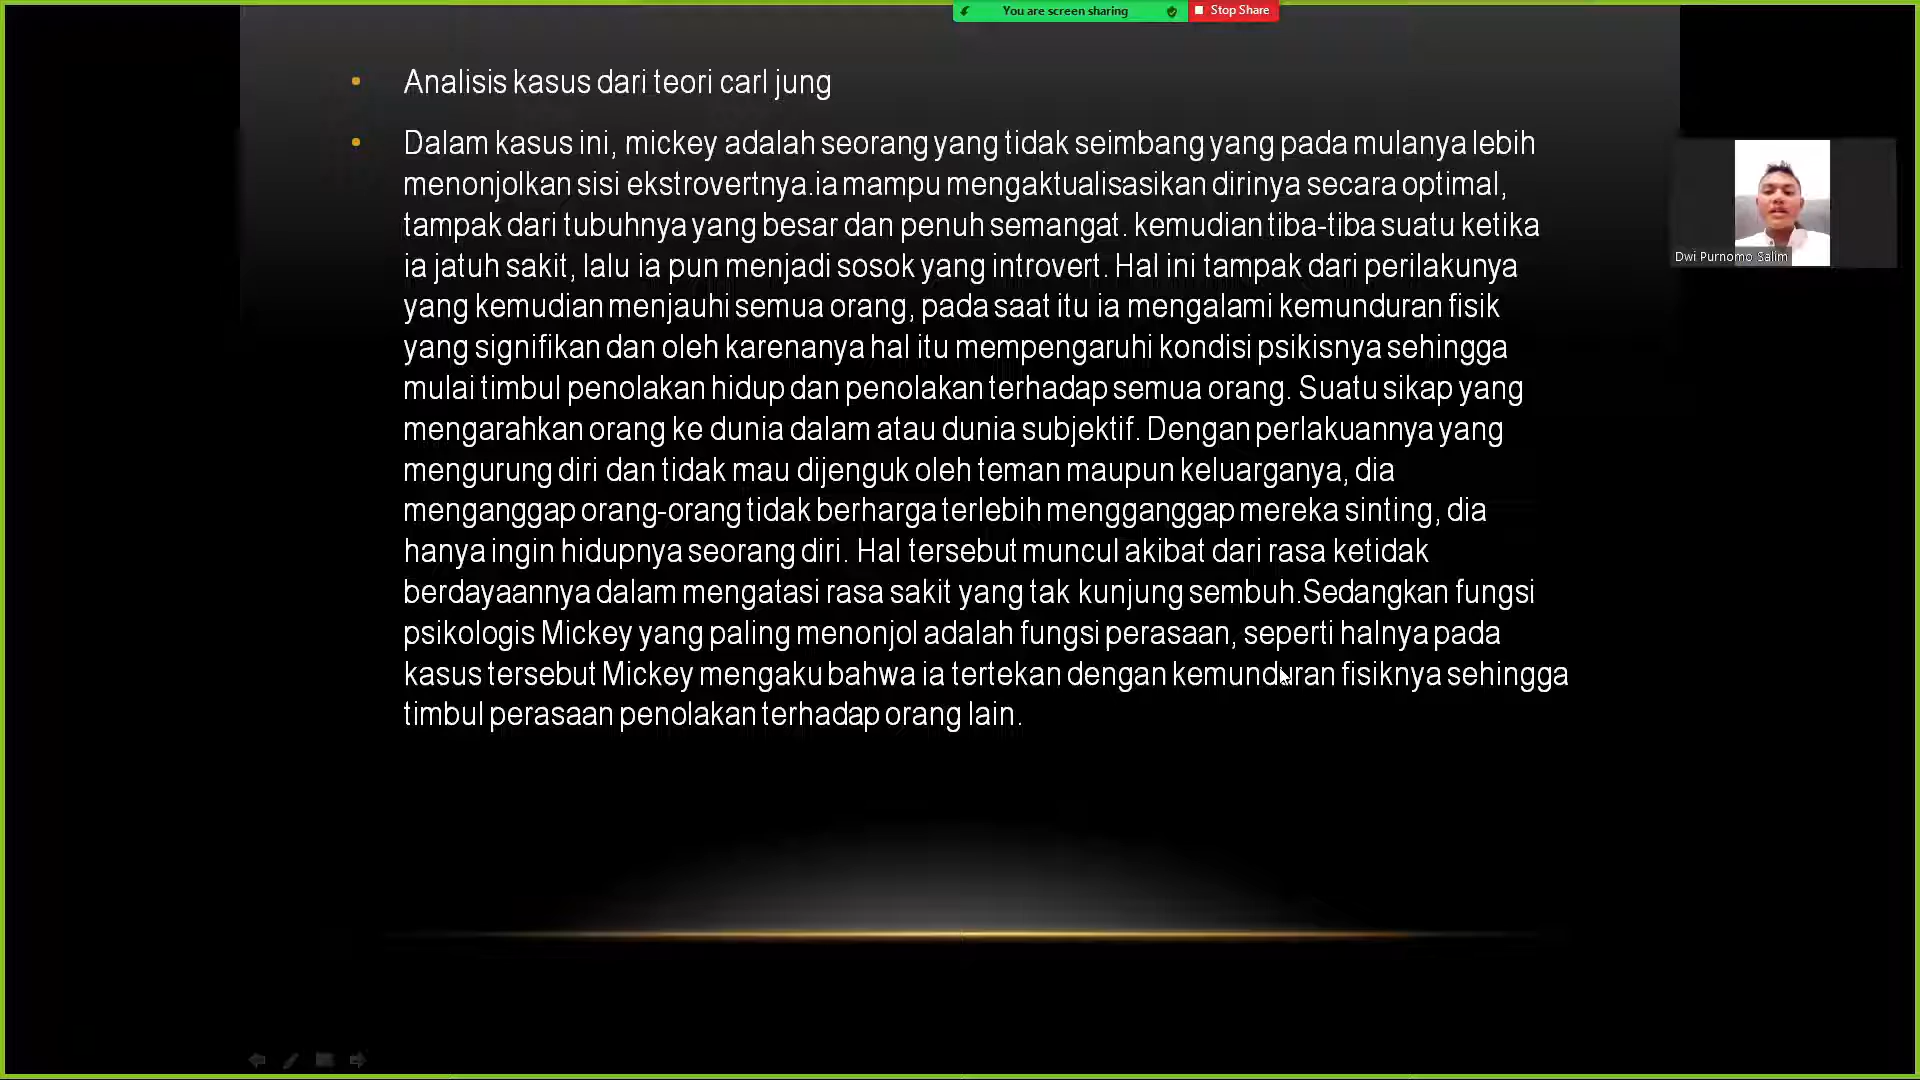 You are screen sharing
Stop Share
Analisis kasus dari teori carl jung
Dalam kasus ini, mickey adalah seorang yang tidak seimbang yang pada mulanya lebih
menonjolkan sisi ekstrovertnya.ia mampu mengaktualisasikan dirinya secara optimal,
tampak dari tubuhnya yang besar dan penuh semangat. kemudian tiba-tiba suatu ketika
ia jatuh sakit, lalu ia pun menjadi sosok yang introvert. Hal ini tampak dari perilakunya
yang kemudian menjauhi semua orang, pada saat itu ia mengalami kemunduran fisik
yang signifikan dan oleh karenanya hal itu mempengaruhi kondisi psikisnya sehingga
mulai timbul penolakan hidup dan penolakan terhadap semua orang. Suatu sikap yang
mengarahkan orang ke dunia dalam atau dunia subjektif. Dengan perlakuannya yang
mengurung diri dan tidak mau dijenguk oleh teman maupun keluarganya, dia
menganggap orang-orang tidak berharga terlebih mengganggap mereka sinting, dia
hanya ingin hidupnya seorang diri. Hal tersebut muncul akibat dari rasa ketidak
berdayaannya dalam mengatasi rasa sakit yang tak kunjung sembuh.Sedangkan fungsi
psikologis Mickey yang paling menonjol adalah fungsi perasaan, seperti halnya pada
kasus tersebut Mickey mengaku bahwa ia tertekan dengan kemunduran fisiknya sehingga
timbul perasaan penolakan terhadap orang lain.
Dwi Purnomo Salim